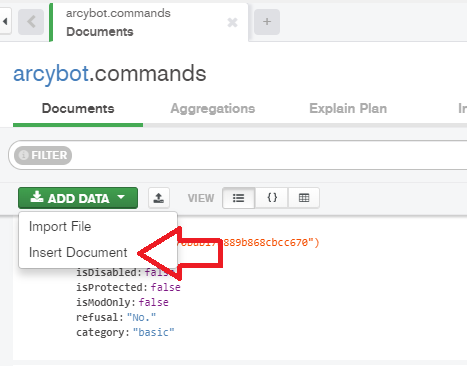 arcybot.commands
Documents
arcybot.commands
Documents Aggregations Explain Plan
FILTER
ADD DATA VIEW {}
Import File
889b868cbcc670")
Insert Document
isDisabled:false
isProtected:false
isModOnly:false
refusal:"No."
category:"basic"